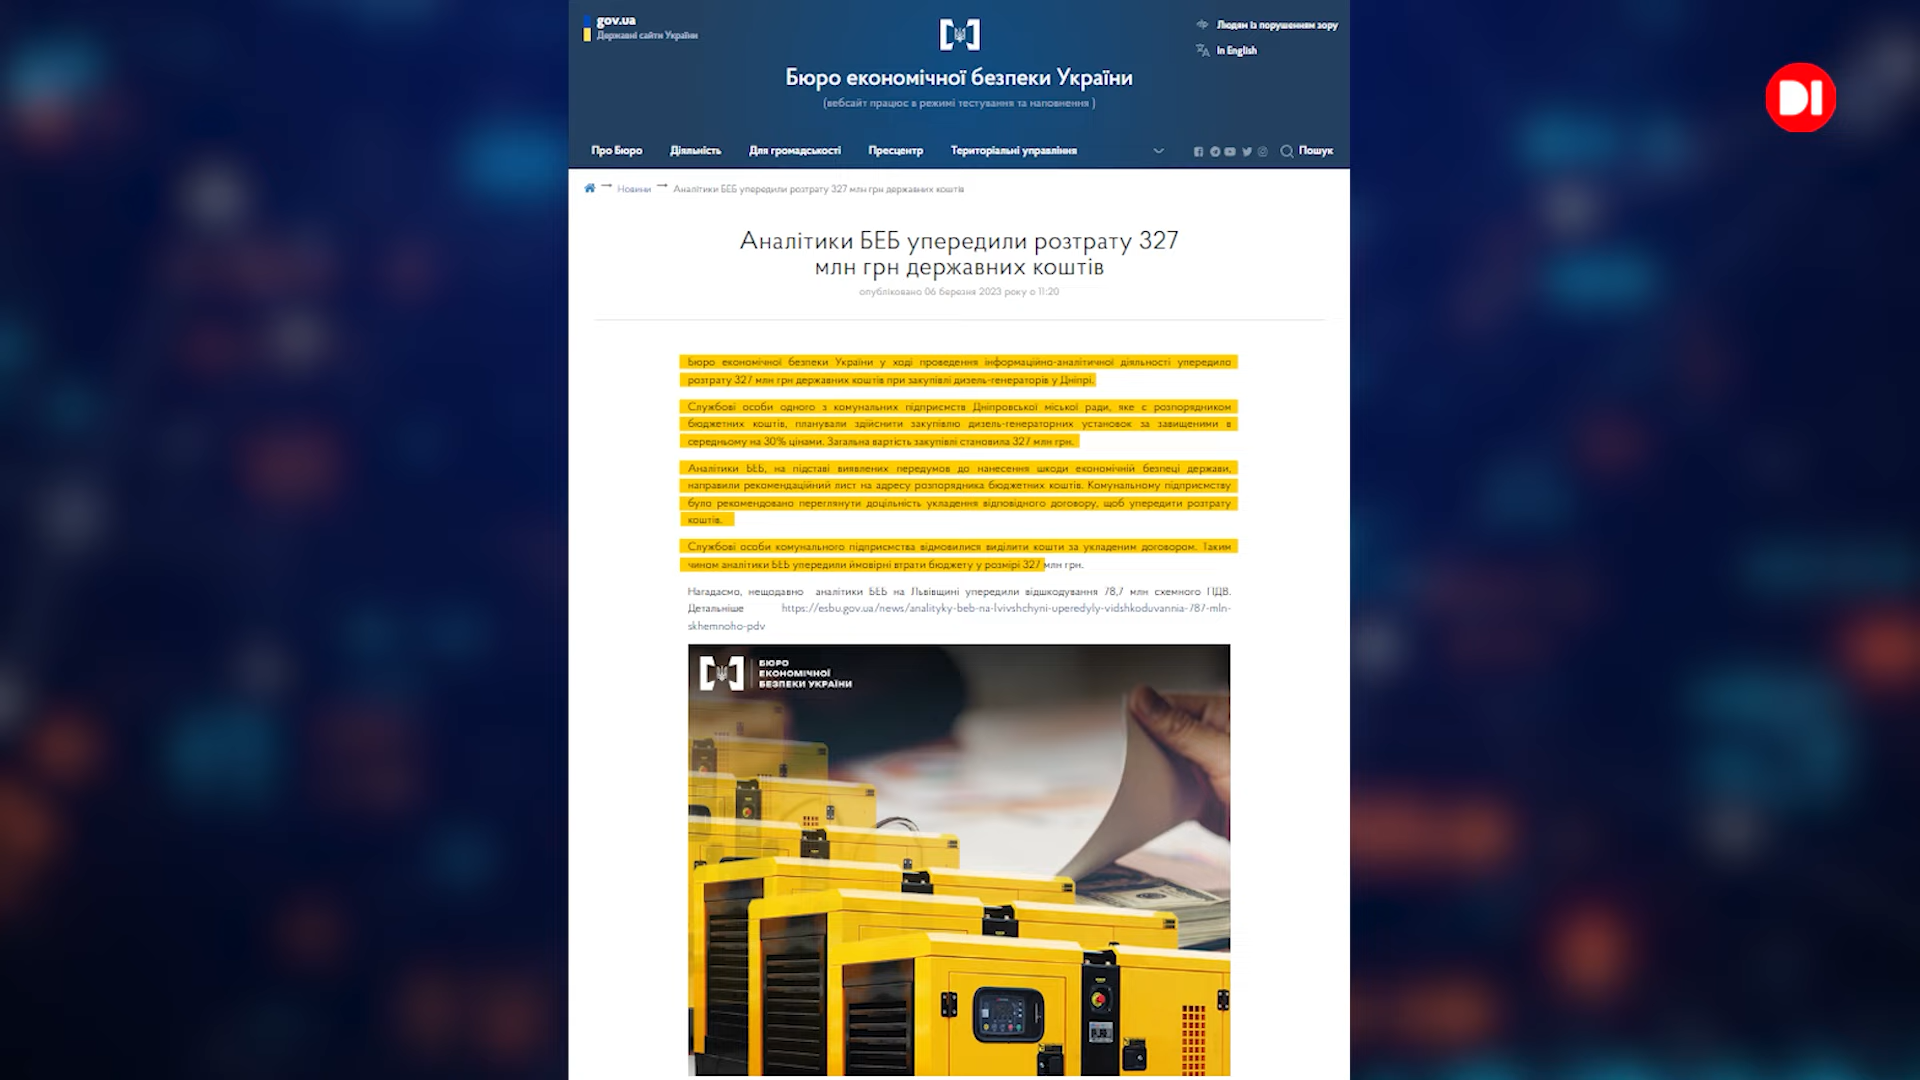 gov.ua
Державні сайти України
Людям із порушенням зору
In English
DI
Бюро економічної безпеки України
(вебсайт працює в режимі тестування та наповнення )
Про Бюро Діяльність Для громадськості Пресцентр Територіальні управління Пошук
Новини Аналітики БЕБ упередили розтрату 327 млн грн державних коштів
Аналітики БЕБ упередили розтрату 327
млн грн державних коштів
опубліковано 06 березня 2023 року о 11:20
Бюро економічної безпеки України у ході проведення інформаційно-аналітичної діяльності упередило
розтрату 327 млн грн державних коштів при закупівлі дизель-генераторів у Дніпрі.
Службові особи одного з комунальних підприємств Дніпровської міської ради, яке є розпорядником
бюджетних коштів, планували здійснити закупівлю дизель-генераторних установок за завищеними в
середньому на 30% цінами. Загальна вартість закупівлі становила 327 млн грн.
Аналітики БЕБ, на підставі виявлених передумов до нанесення шкоди економічній безпеці держави,
направили рекомендаційний лист на адресу розпорядника бюджетних коштів. Комунальному підприємству
було рекомендовано переглянути доцільність укладення відповідного договору, щоб упередити розтрату
коштів.
Службові особи комунального підприємства відмовилися виділити кошти за укладеним договором. Таким
чином аналітики БЕБ упередили ймовірні втрати бюджету у розмірі 327 млн грн.
Нагадаємо, нещодавно аналітики БЕБ на Львівщині упередили відшкодування 78,7 млн схемного ПДВ.
Детальніше https://esbu.gov.ua/news/analityky-beb-na-lvivshchyni-uperedyly-vidshkoduvannia-787-mln-
skhemnoho-pdv
БЮРО
ЕКОНОМІЧНОЇ
БЕЗПЕКИ УКРАЇНИ